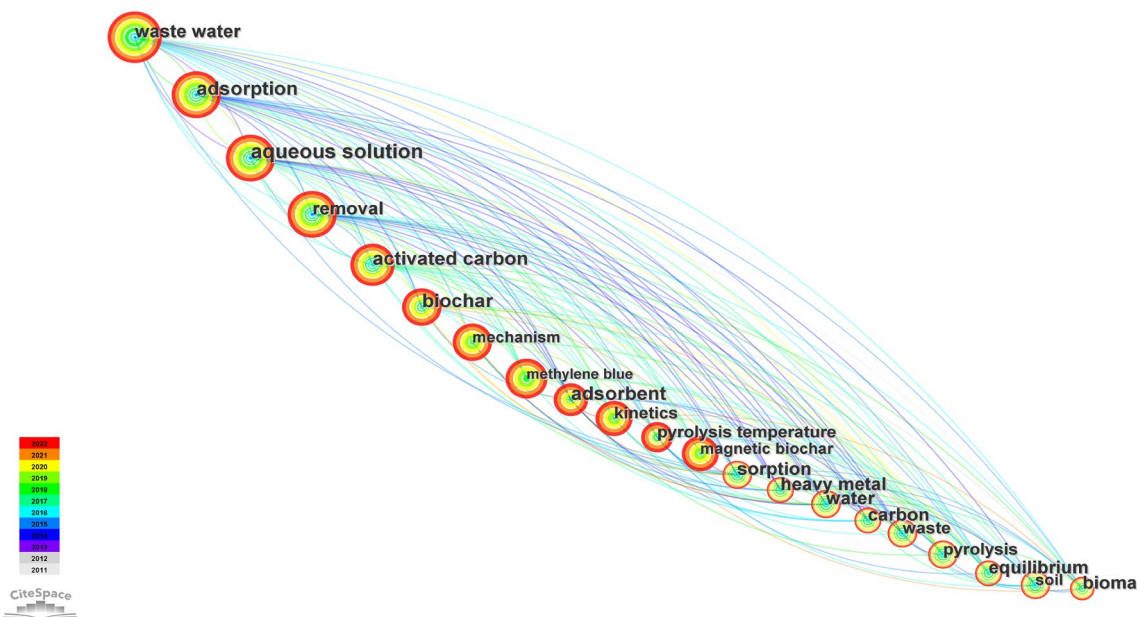 waste water
adsorption
aqueous solution
removal
activated carbon
biochar
mechanism
methylene blue
adsorbent
kinetics
pyrolysis temperature
magnetic biochar
sorption
heavy metal
water
carbon
waste
pyrolysis
equilibrium
soil
bioma
2022
2021
2020
2019
2018
2017
2016
2015
2014
2013
2012
2011
CiteSpace